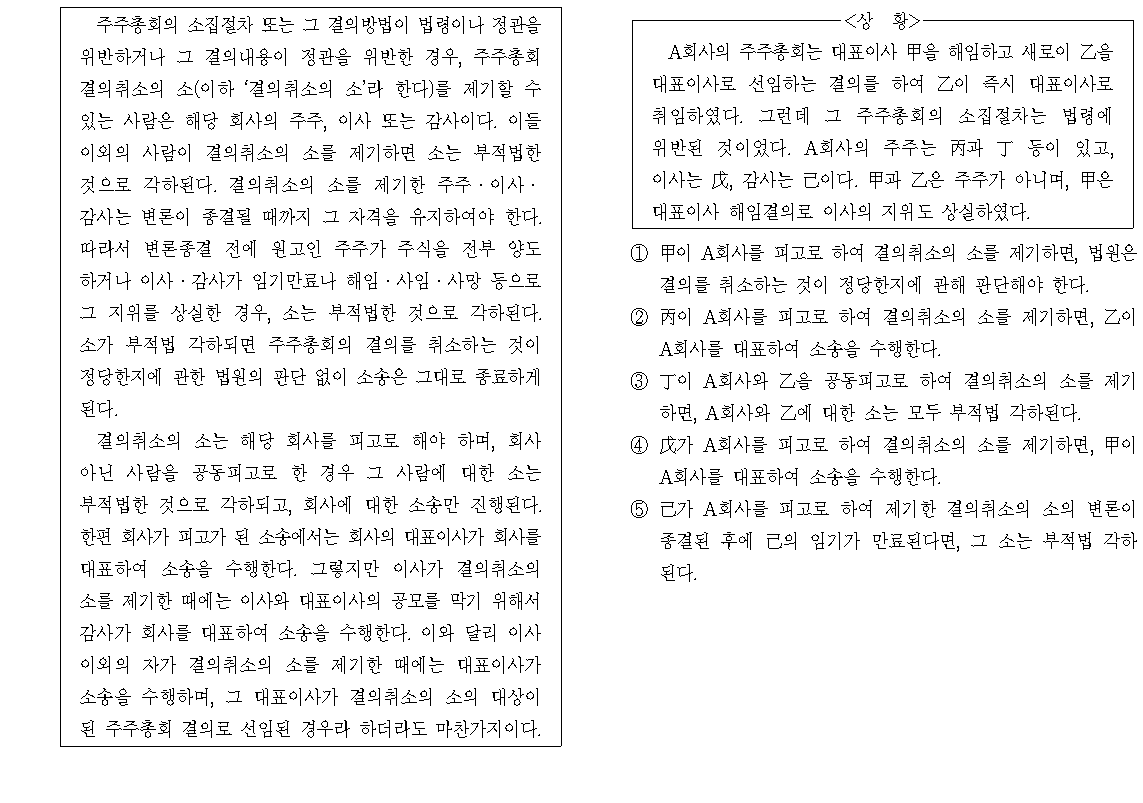 주주총회의 소집절차 또는 그 결의방법이 법령이나 정관을
위반하거나 그 결의내용이 정관을 위반한 경우, 주주총회
결의취소의 소(이하 ‘결의취소의 소’라 한다)를 제기할 수
있는 사람은 해당 회사의 주주, 이사 또는 감사이다. 이들
이외의 사람이 결의취소의 소를 제기하면 소는 부적법한
것으로 각하된다. 결의취소의 소를 제기한 주주·이사·
감사는 변론이 종결될 때까지 그 자격을 유지하여야 한다.
따라서 변론종결 전에 원고인 주주가 주식을 전부 양도
하거나 이사·감사가 임기만료나 해임·사임·사망 등으로
그 지위를 상실한 경우, 소는 부적법한 것으로 각하된다.
소가 부적법 각하되면 주주총회의 결의를 취소하는 것이
정당한지에 관한 법원의 판단 없이 소송은 그대로 종료하게
된다.
결의취소의 소는 해당 회사를 피고로 해야 하며, 회사
아닌 사람을 공동피고로 한 경우 그 사람에 대한 소는
부적법한 것으로 각하되고, 회사에 대한 소송만 진행된다.
한편 회사가 피고가 된 소송에서는 회사의 대표이사가 회사를
대표하여 소송을 수행한다. 그렇지만 이사가 결의취소의
소를 제기한 때에는 이사와 대표이사의 공모를 막기 위해서
감사가 회사를 대표하여 소송을 수행한다. 이와 달리 이사
이외의 자가 결의취소의 소를 제기한 때에는 대표이사가
소송을 수행하며, 그 대표이사가 결의취소의 소의 대상이
된 주주총회 결의로 선임된 경우라 하더라도 마찬가지이다.
<상 황>
A회사의 주주총회는 대표이사 甲을 해임하고 새로이 乙을
대표이사로 선임하는 결의를 하여 乙이 즉시 대표이사로
취임하였다. 그런데 그 주주총회의 소집절차는 법령에
위반된 것이었다. A회사의 주주는 丙과 丁 등이 있고,
이사는 戊, 감사는 己이다. 甲과 乙은 주주가 아니며, 甲은
대표이사 해임결의로 이사의 지위도 상실하였다.
① 甲이 A회사를 피고로 하여 결의취소의 소를 제기하면, 법원은
결의를 취소하는 것이 정당한지에 관해 판단해야 한다.
② 丙이 A회사를 피고로 하여 결의취소의 소를 제기하면, 乙이
A회사를 대표하여 소송을 수행한다.
③ 丁이 A회사와 乙을 공동피고로 하여 결의취소의 소를 제기
하면, A회사와 乙에 대한 소는 모두 부적법 각하된다.
④ 戊가 A회사를 피고로 하여 결의취소의 소를 제기하면, 甲이
A회사를 대표하여 소송을 수행한다.
⑤ 己가 A회사를 피고로 하여 제기한 결의취소의 소의 변론이
종결된 후에 己의 임기가 만료된다면, 그 소는 부적법 각하
된다.